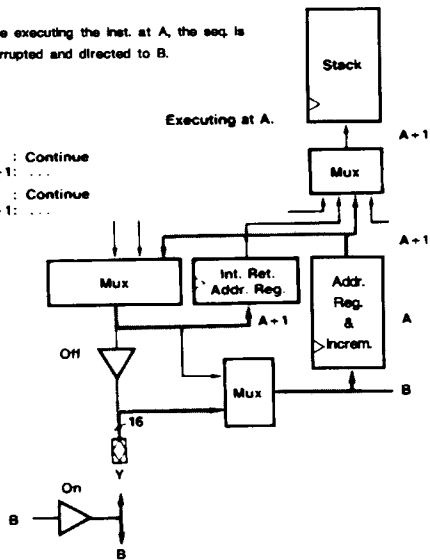 e executing the inst. at A, the seq. is
rrupted and directed to B.
Stack
Executing at A.
A+1
: Continue
+1: ...
: Continue
+1: ...
Mux
A+1
Mux
Int. Ret.
Addr. Reg.
Addr.
Reg.
&
Increm.
A
A+1
Off
Mux
B
16
Y
On
B
B